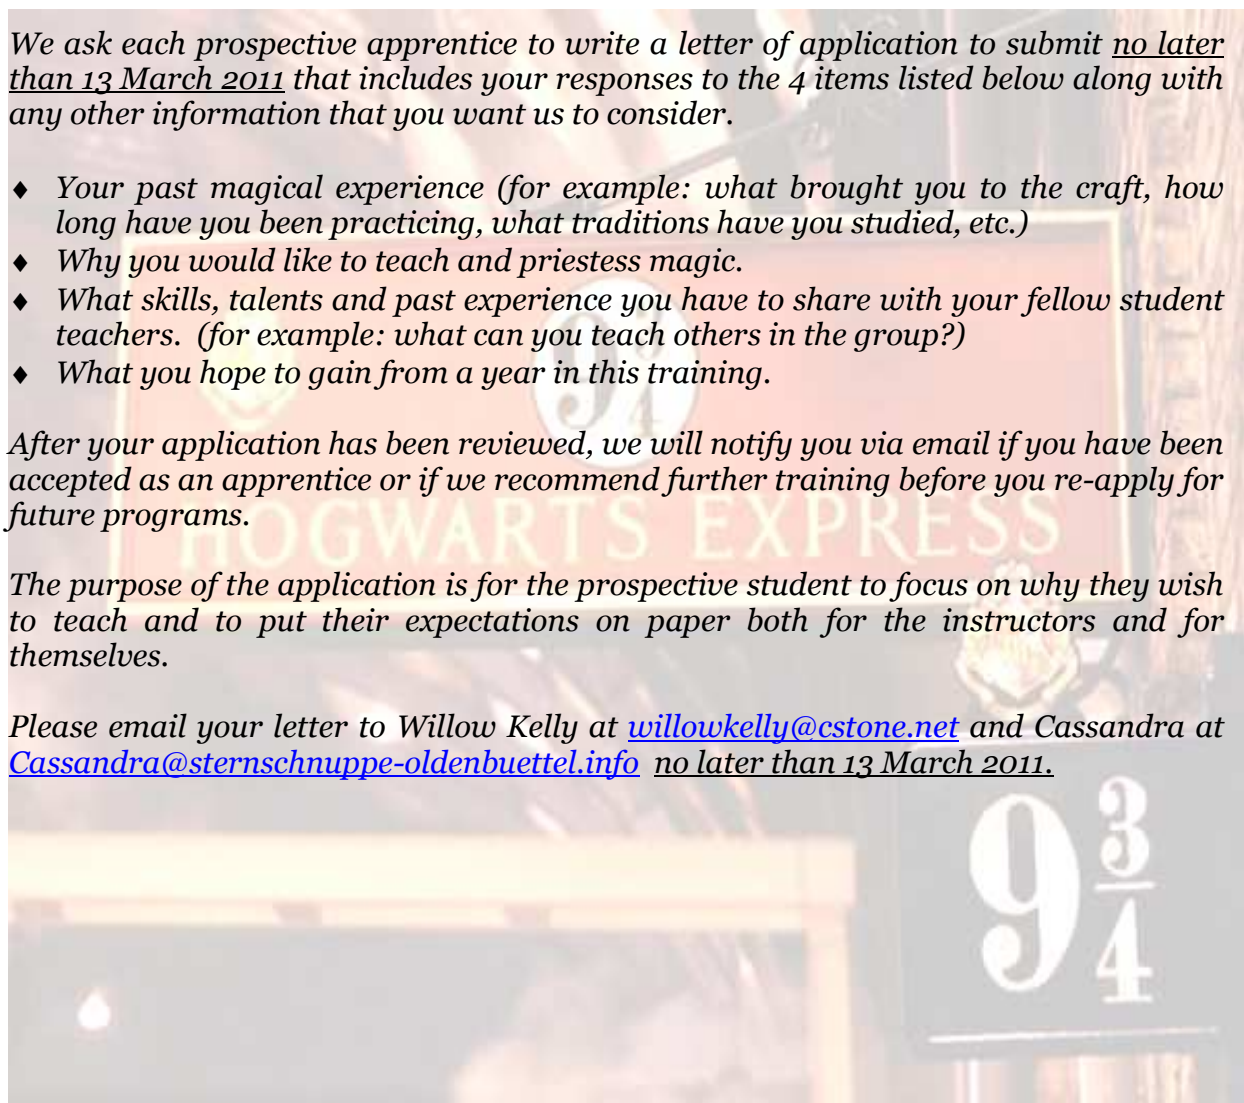 We ask each prospective apprentice to write a letter of application to submit no later
than 13 March 2011 that includes your responses to the 4 items listed below along with
any other information that you want us to consider.
♦ Your past magical experience (for example: what brought you to the craft, how
long have you been practicing, what traditions have you studied, etc.)
♦ Why you would like to teach and priestess magic.
♦ What skills, talents and past experience you have to share with your fellow student
teachers. (for example: what can you teach others in the group?)
♦ What you hope to gain from a year in this training.
After your application has been reviewed, we will notify you via email if you have been
accepted as an apprentice or if we recommend further training before you re-apply for
future programs.
The purpose of the application is for the prospective student to focus on why they wish
to teach and to put their expectations on paper both for the instructors and for
themselves.
Please email your letter to Willow Kelly at willowkelly@cstone.net and Cassandra at
Cassandra@sternschnuppe-oldenbuettel.info no later than 13 March 2011.
9 3/4
HOGWARTS EXPRESS
9 3/4